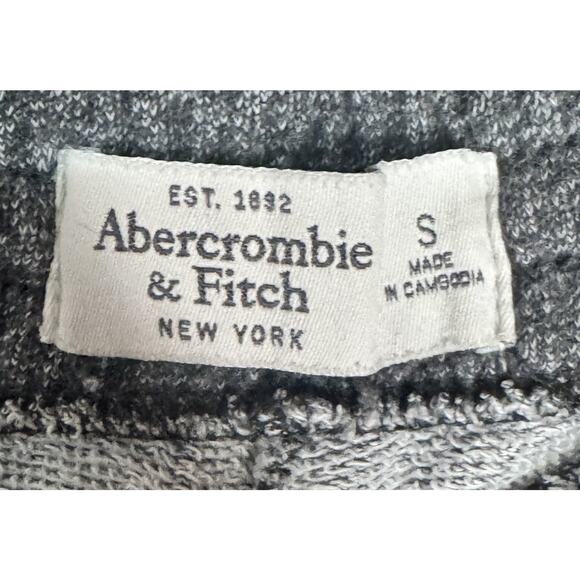 EST. 1892
Abercrombie
& Fitch
NEW YORK
S
MADE
IN CAMBODIA